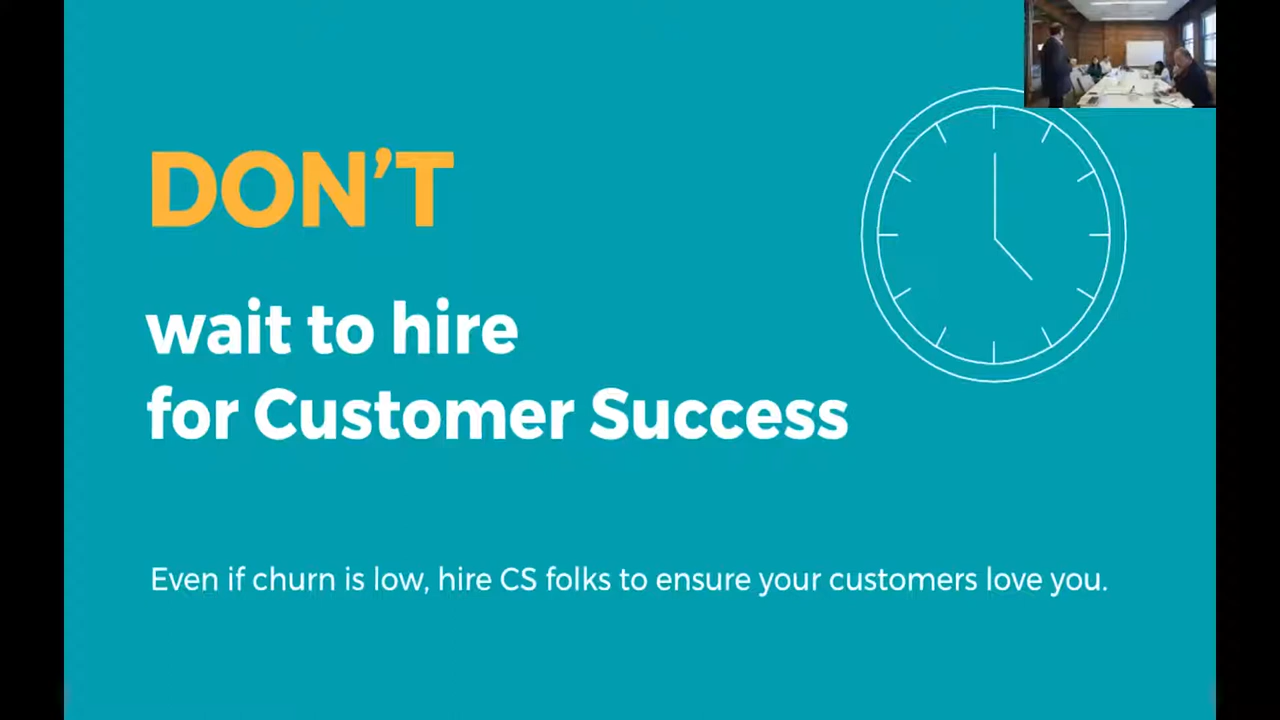 DON’T
wait to hire
for Customer Success
Even if churn is low, hire CS folks to ensure your customers love you.